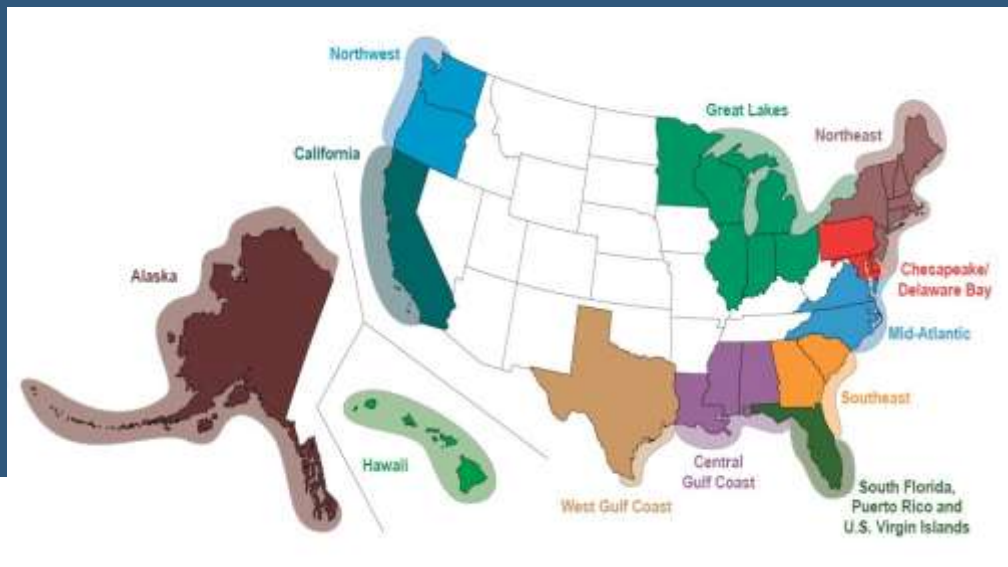 Northwest
Great Lakes
Northeast
California
Alaska
Chesapeake/
Delaware Bay
Mid-Atlantic
Southeast
Hawaii
Central
Gulf Coast
West Gulf Coast
South Florida,
Puerto Rico and
U.S. Virgin Islands